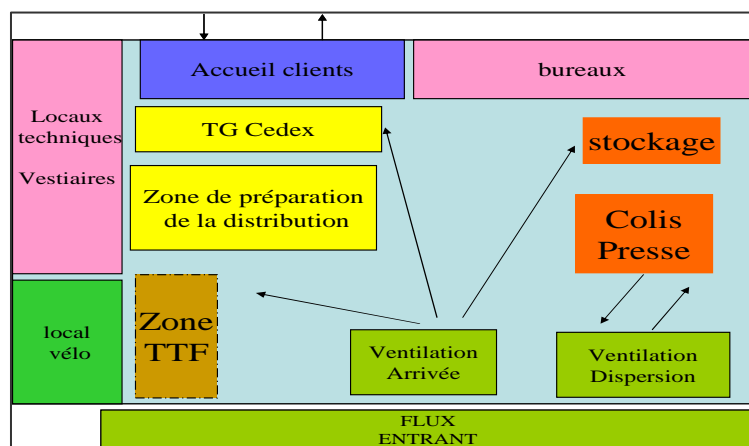 Accueil clients
bureaux
Locaux
techniques
Vestiaires
TG Cedex
stockage
Zone de préparation
de la distribution
Colis
Presse
local
vélo
Zone
TTF
Ventilation
Arrivée
Ventilation
Dispersion
FLUX
ENTRANT